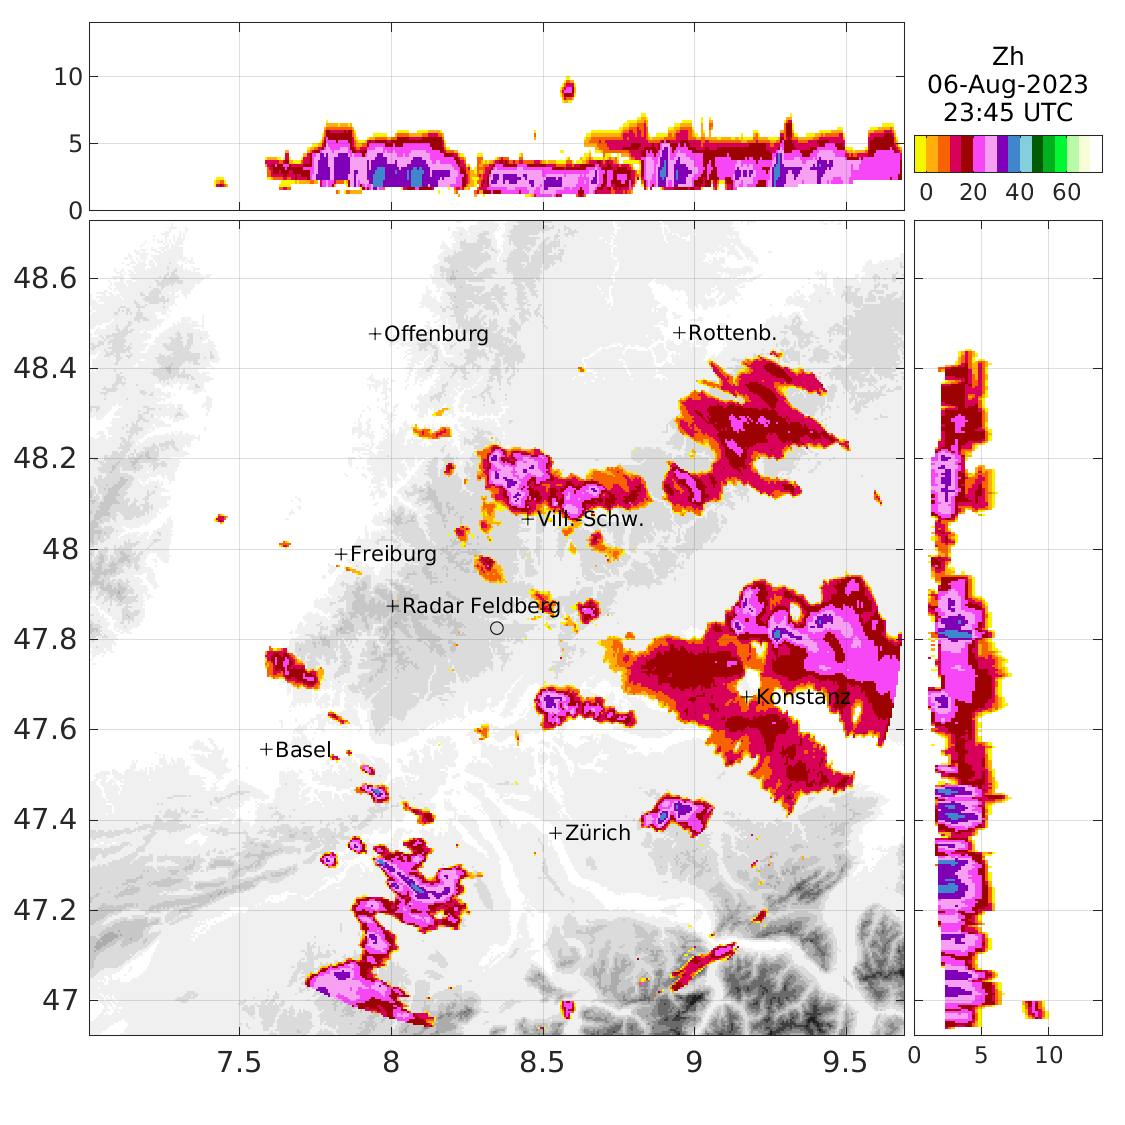 10
5
0
Zh
06-Aug-2023
23:45 UTC
0 20 40 60
48.6
48.4
48.2
48
47.8
47.6
47.4
47.2
47
+Offenburg
+Rottenb.
+Vill.-Schw.
+Freiburg
+Radar Feldberg
+Konstanz
+Basel
+Zürich
7.5 8 8.5 9 9.5
0 5 10